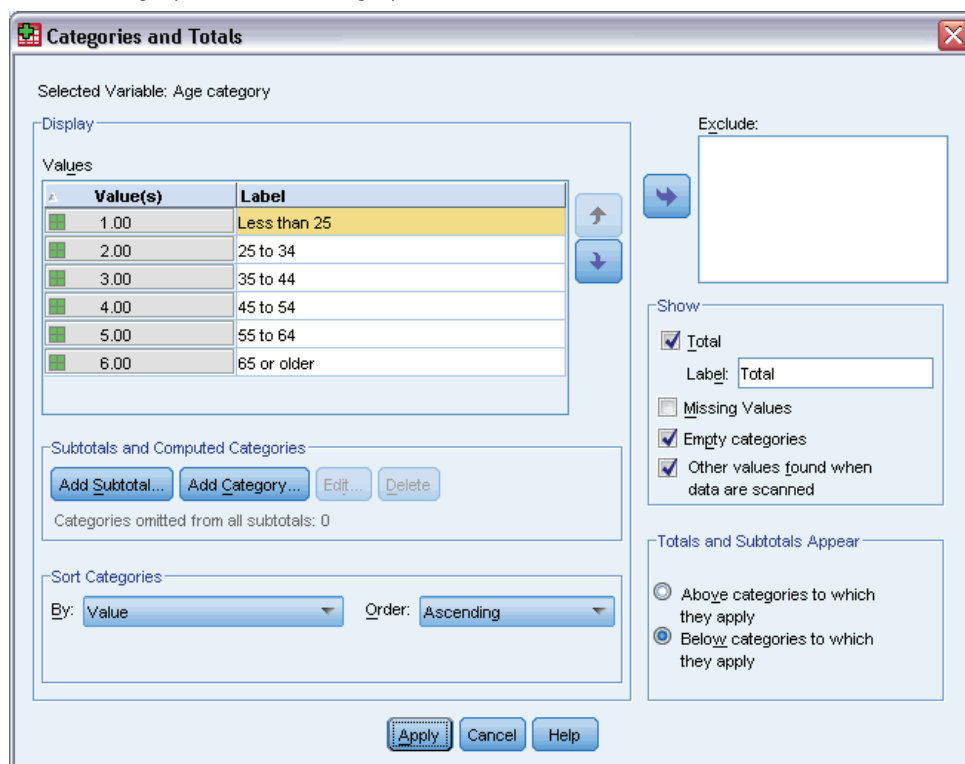 Categories and Totals
Selected Variable: Age category
Display
Values
Value(s) Label
1.00 Less than 25
2.00 25 to 34
3.00 35 to 44
4.00 45 to 54
5.00 55 to 64
6.00 65 or older
Subtotals and Computed Categories
Add Subtotal... Add Category... Edit... Delete
Categories omitted from all subtotals: 0
Sort Categories
By: Value Order: Ascending
Exclude:
Show
Total
Label: Total
Missing Values
Empty categories
Other values found when
data are scanned
Totals and Subtotals Appear
Above categories to which
they apply
Below categories to which
they apply
Apply Cancel Help